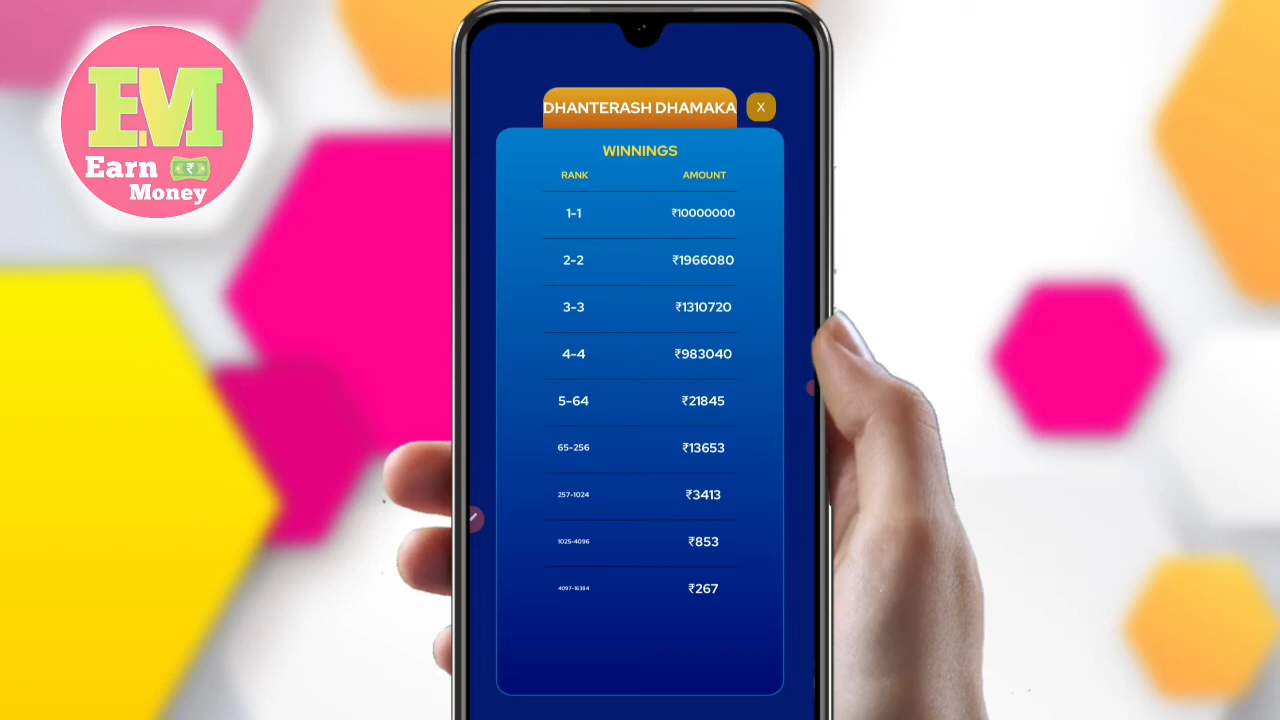 E.M
Earn
Money
DHANTERASH DHAMAKA
X
WINNINGS
RANK AMOUNT
1-1 ₹10000000
2-2 ₹1966080
3-3 ₹1310720
4-4 ₹983040
5-64 ₹21845
65-256 ₹13653
257-1024 ₹3413
1025-4096 ₹853
4097-16384 ₹267